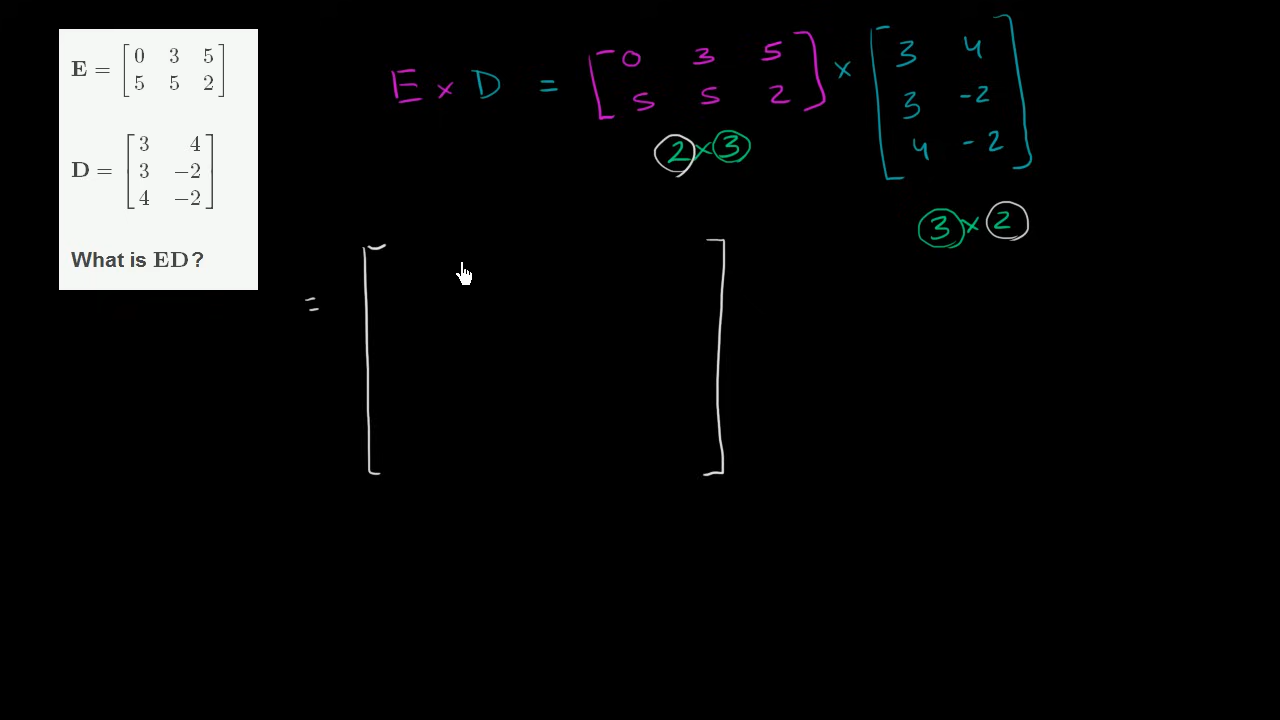 E = [0 3 5
5 5 2]
D = [3 4
3 −2
4 −2]
What is ED?
E × D = [0 3 5
5 5 2] × [3 4
3 -2
4 -2]
2×3
3×2
= [ ]